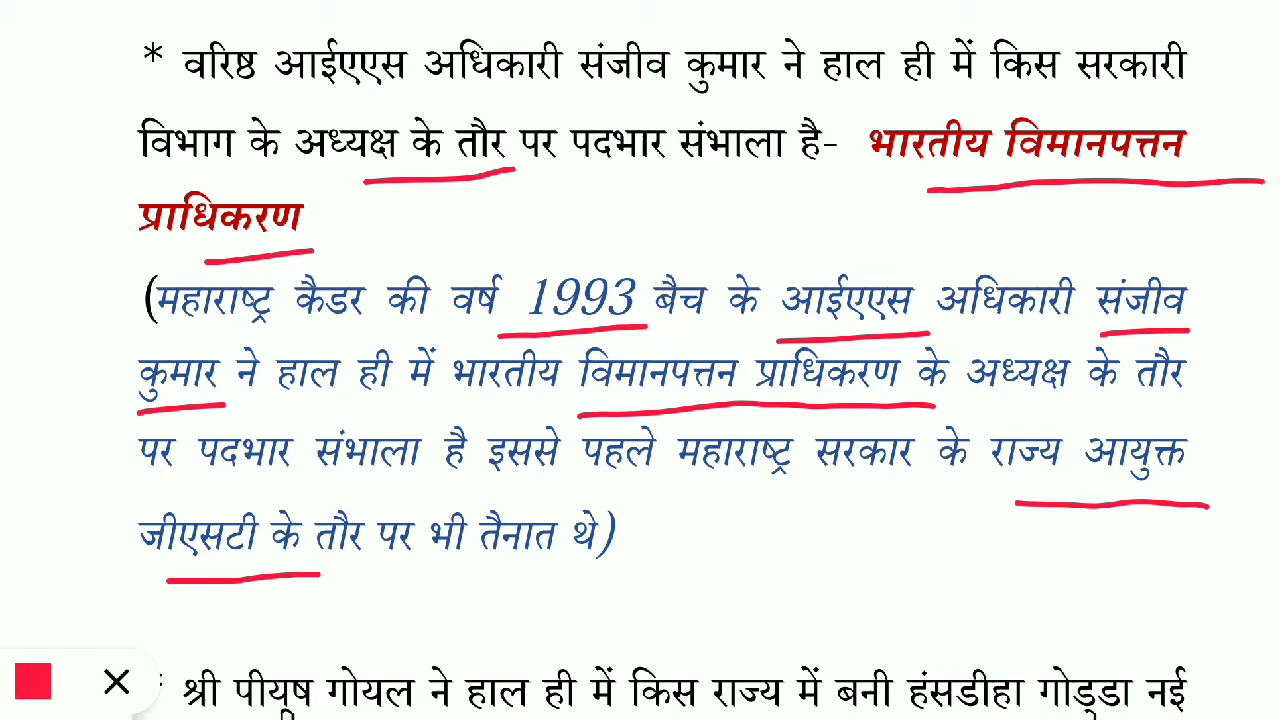 * वरिष्ठ आईएएस अधिकारी संजीव कुमार ने हाल ही में किस सरकारी
विभाग के अध्यक्ष के तौर पर पदभार संभाला है- भारतीय विमानपत्तन
प्राधिकरण
(महाराष्ट्र कैडर की वर्ष 1993 बैच के आईएएस अधिकारी संजीव
कुमार ने हाल ही में भारतीय विमानपत्तन प्राधिकरण के अध्यक्ष के तौर
पर पदभार संभाला है इससे पहले महाराष्ट्र सरकार के राज्य आयुक्त
जीएसटी के तौर पर भी तैनात थे)
श्री पीयूष गोयल ने हाल ही में किस राज्य में बनी हंसडीहा गोड्डा नई